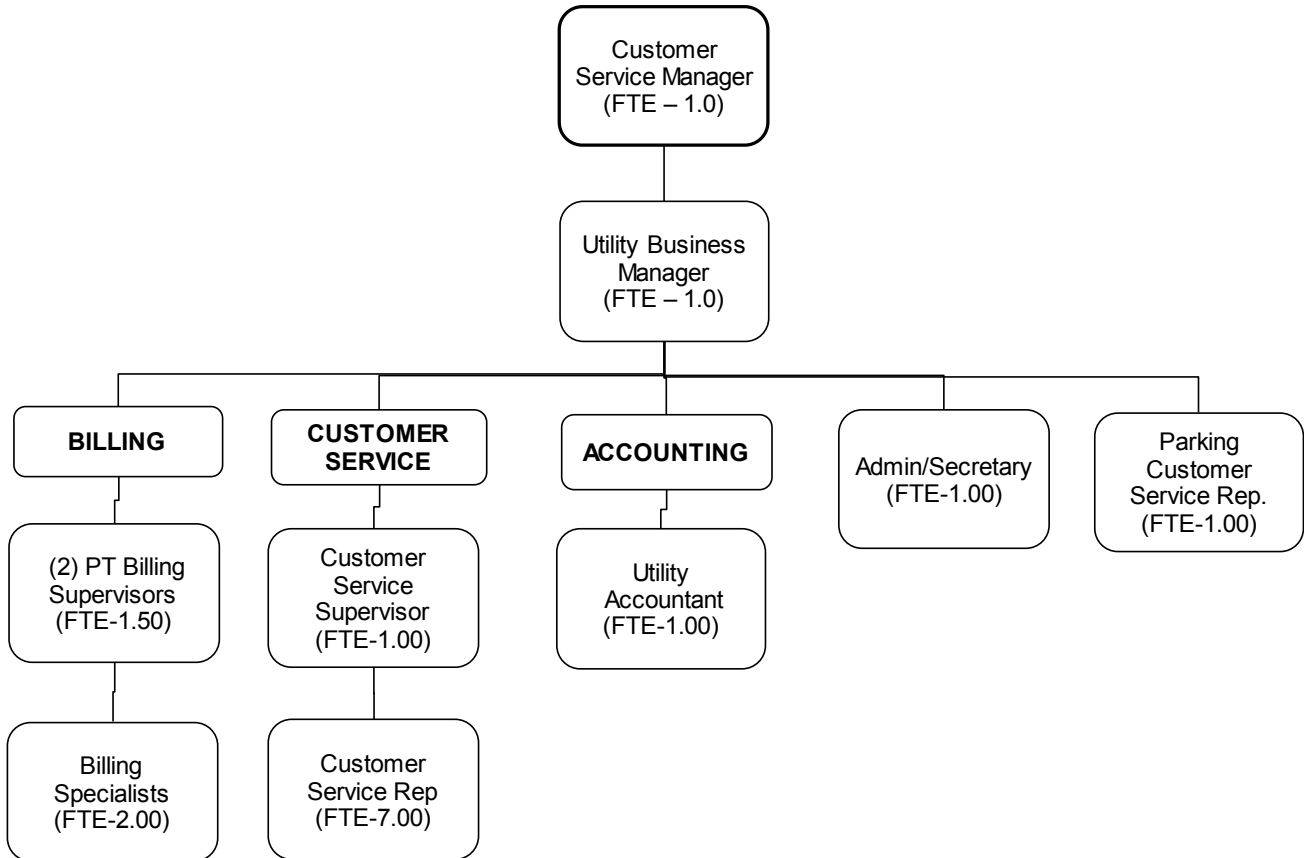 Customer
Service Manager
(FTE – 1.0)
Utility Business
Manager
(FTE – 1.0)
BILLING
CUSTOMER
SERVICE
ACCOUNTING
Admin/Secretary
(FTE-1.00)
Parking
Customer
Service Rep.
(FTE-1.00)
(2) PT Billing
Supervisors
(FTE-1.50)
Customer
Service
Supervisor
(FTE-1.00)
Utility
Accountant
(FTE-1.00)
Billing
Specialists
(FTE-2.00)
Customer
Service Rep
(FTE-7.00)